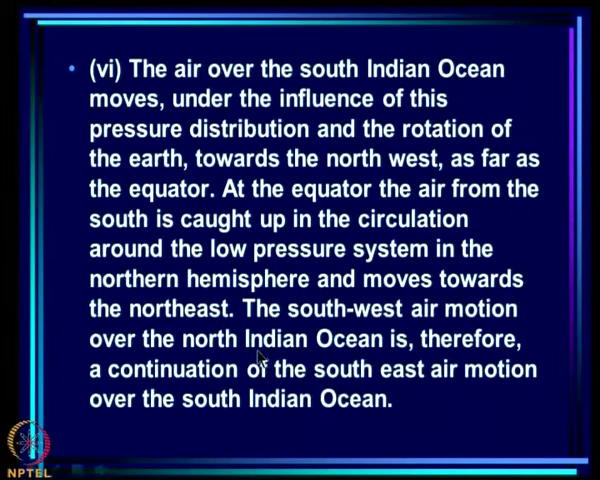 • (vi) The air over the south Indian Ocean
moves, under the influence of this
pressure distribution and the rotation of
the earth, towards the north west, as far as
the equator. At the equator the air from the
south is caught up in the circulation
around the low pressure system in the
northern hemisphere and moves towards
the northeast. The south-west air motion
over the north Indian Ocean is, therefore,
a continuation of the south east air motion
over the south Indian Ocean.
NPTEL